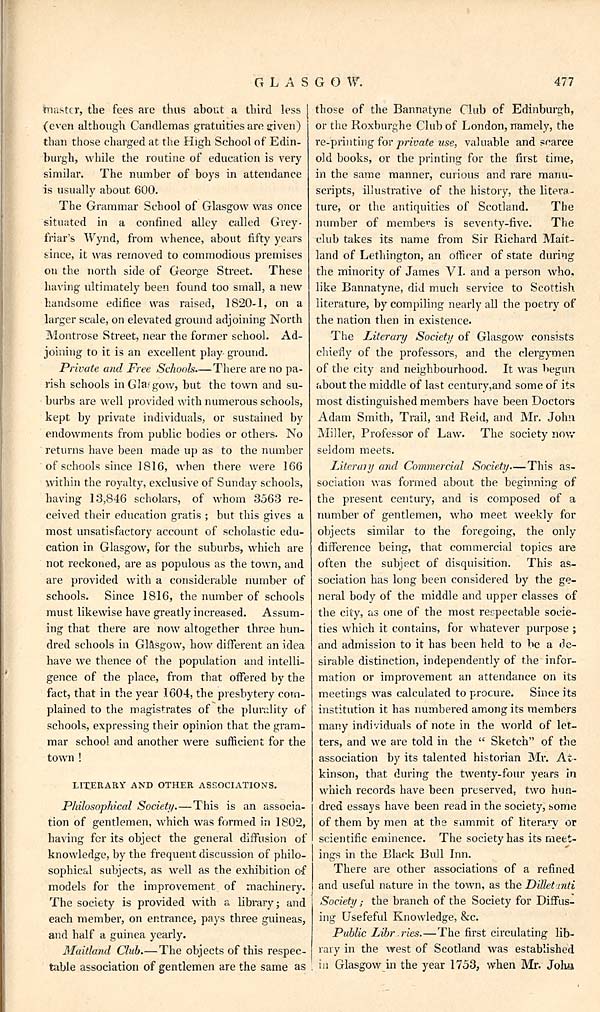 GLASGOW.
477
master, the fees are thus about a third less
(even although Candlemas gratuities are given)
than those charged at the High School of Edin-
burgh, while the routine of education is very
similar. The number of boys in attendance
is usually about 600.
The Grammar School of Glasgow was once
situated in a confined alley called Grey-
friar's Wynd, from whence, about fifty years
since, it was removed to commodious premises
on the north side of George Street. These
having ultimately been found too small, a new
handsome edifice was raised, 1820-1, on a
larger scale, on elevated ground adjoining North
Montrose Street, near the former school. Ad-
joining to it is an excellent play-ground.
Private and Free Schools.—There are no pa-
rish schools in Glasgow, but the town and su-
burbs are well provided with numerous schools,
kept by private individuals, or sustained by
endowments from public bodies or others. No
returns have been made up as to the number
of schools since 1816, when there were 166
within the royalty, exclusive of Sunday schools,
having 13,846 scholars, of whom 3563 re-
ceived their education gratis ; but this gives a
most unsatisfactory account of scholastic edu-
cation in Glasgow, for the suburbs, which are
not reckoned, are as populous as the town, and
are provided with a considerable number of
schools. Since 1816, the number of schools
must likewise have greatly increased. Assum-
ing that there are now altogether three hun-
dred schools in Glasgow, how different an idea
have we thence of the population and intelli-
gence of the place, from that offered by the
fact, that in the year 1604, the presbytery com-
plained to the magistrates of the plurality of
schools, expressing their opinion that the gram-
mar school and another were sufficient for the
town !
LITERARY AND OTHER ASSOCIATIONS.
Philosophical Society.—This is an associa-
tion of gentlemen, which was formed in 1802,
having for its object the general diffusion of
knowledge, by the frequent discussion of philo-
sophical subjects, as well as the exhibition of
models for the improvement of machinery.
The society is provided with a library; and
each member, on entrance, pays three guineas,
and half a guinea yearly.
Maitland Club.—The objects of this respec-
table association of gentlemen are the same as
those of the Bannatyne Club of Edinburgh,
or the Roxburghe Club of London, namely, the
re-printing for private use, valuable and scarce
old books, or the printing for the first time,
in the same manner, curious and rare manu-
scripts, illustrative of the history, the litera-
ture, or the antiquities of Scotland. The
number of members is seventy-five. The
club takes its name from Sir Richard Mait-
land of Lethington, an officer of state during
the minority of James VI. and a person who,
like Bannatyne, did much service to Scottish
literature, by compiling nearly all the poetry of
the nation then in existence.
The Literary Society of Glasgow consists
chiefly of the professors, and the clergymen
of the city and neighbourhood. It was begun
about the middle of last century,and some of its
most distinguished members have been Doctors
Adam Smith, Trail, and Reid, and Mr. John
Miller, Professor of Law. The society now
seldom meets.
Literary and Commercial Society.—This as-
sociation was formed about the beginning of
the present century, and is composed of a
number of gentlemen, who meet weekly for
objects similar to the foregoing, the only
difference being, that commercial topics are
often the subject of disquisition. This as-
sociation has long been considered by the ge-
neral body of the middle and upper classes of
the city, as one of the most respectable socie-
ties which it contains, for whatever purpose ;
and admission to it has been held to be a de-
sirable distinction, independently of the infor-
mation or improvement an attendance on its
meetings was calculated to procure. Since its
institution it has numbered among its members
many individuals of note in the world of let-
ters, and we are told in the “ Sketch” of the
association by its talented historian Mr. At-
kinson, that during the twenty-four years in
which records have been preserved, two hun-
dred essays have been read in the society, some
of them by men at the summit of literary or
scientific eminence. The society has its meet-
ings in the Black Bull Inn.
There are other associations of a refined
and useful nature in the town, as the Dilletanti
Society ; the branch of the Society for Diffus-
ing Usefeful Knowledge, &c.
Public Libraries.—The first circulating lib-
rary in the west of Scotland was established
in Glasgow in the year 1753, when Mr. John